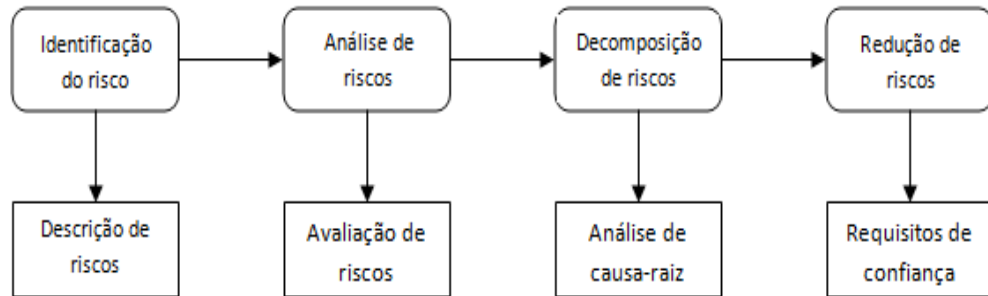 Identificação
do risco
Análise de
riscos
Decomposição
de riscos
Redução de
riscos
Descrição de
riscos
Avaliação de
riscos
Análise de
causa-raiz
Requisitos de
confiança